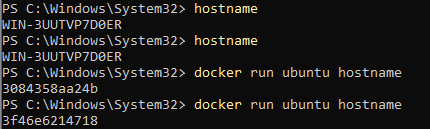 PS C:\Windows\System32> hostname
WIN-3UUTVP7D0ER
PS C:\Windows\System32> hostname
WIN-3UUTVP7D0ER
PS C:\Windows\System32> docker run ubuntu hostname
3084358aa24b
PS C:\Windows\System32> docker run ubuntu hostname
3f46e6214718